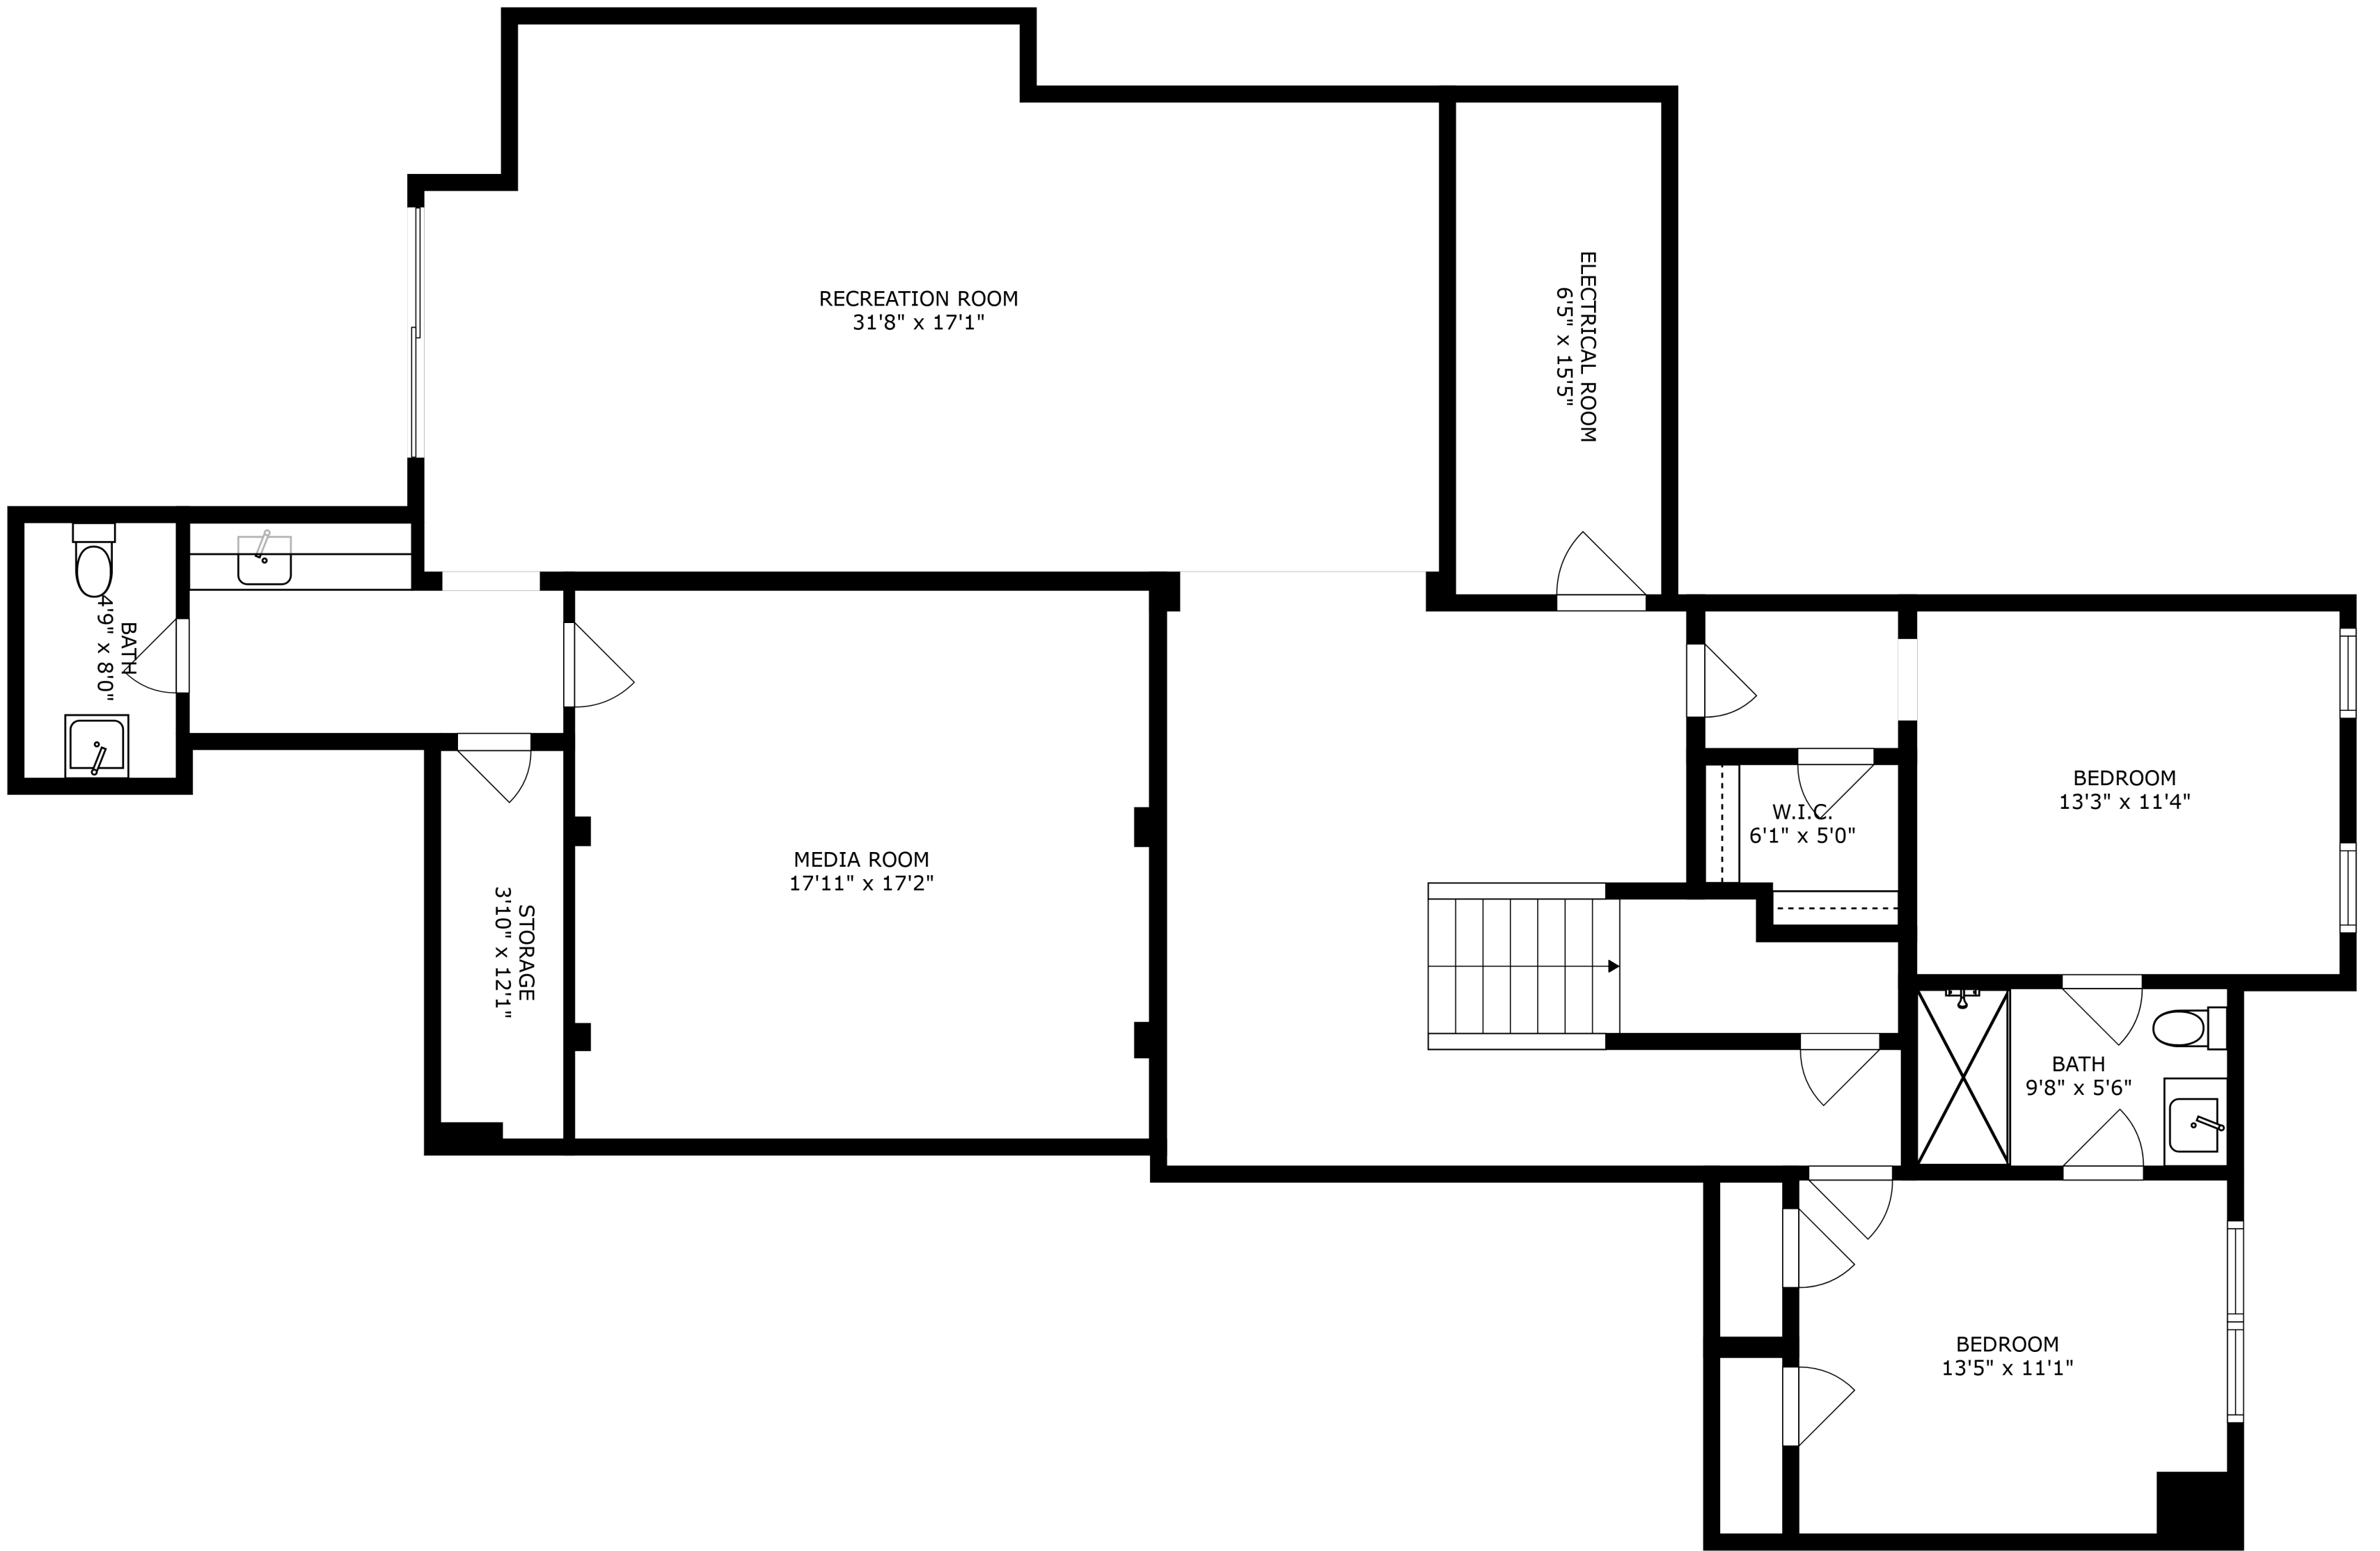 RECREATION ROOM
31'8" x 17'1"
ELECTRICAL ROOM
6'5" x 15'5"
BATH
4'9" x 8'0"
BEDROOM
13'3" x 11'4"
W.I.C.
6'1" x 5'0"
MEDIA ROOM
17'11" x 17'2"
STORAGE
3'10" x 12'1"
BATH
9'8" x 5'6"
BEDROOM
13'5" x 11'1"